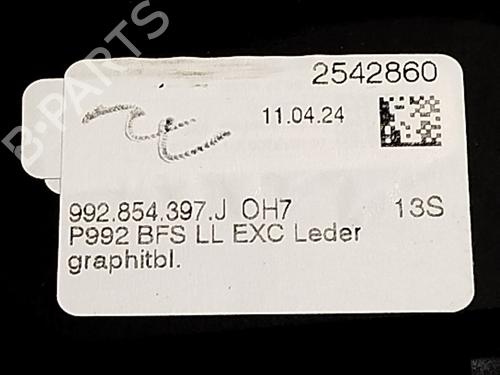 B-PARTS
2542860
11.04.24
992.854.397.J OH7 13S
P992 BFS LL EXC Leder
graphitbl.